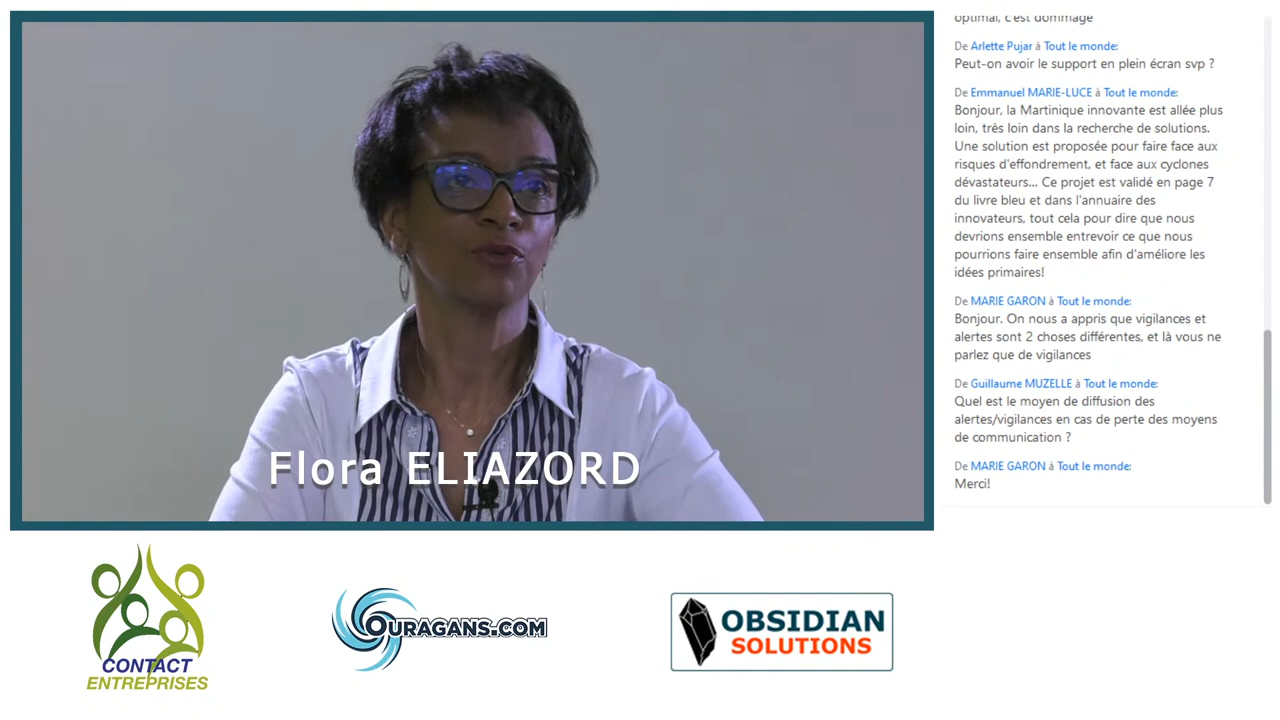 Flora ELIAZORD
CONTACT
ENTREPRISES
OURAGANS.COM
OBSIDIAN
SOLUTIONS
optimal, c'est dommage
De Arlette Pujar à Tout le monde:
Peut-on avoir le support en plein écran svp ?
De Emmanuel MARIE-LUCE à Tout le monde:
Bonjour, la Martinique innovante est allée plus
loin, très loin dans la recherche de solutions.
Une solution est proposée pour faire face aux
risques d'effondrement, et face aux cyclones
dévastateurs... Ce projet est validé en page 7
du livre bleu et dans l'annuaire des
innovateurs, tout cela pour dire que nous
devrions ensemble entrevoir ce que nous
pourrions faire ensemble afin d'améliore les
idées primaires!
De MARIE GARON à Tout le monde:
Bonjour. On nous a appris que vigilances et
alertes sont 2 choses différentes, et là vous ne
parlez que de vigilances
De Guillaume MUZELLE à Tout le monde:
Quel est le moyen de diffusion des
alertes/vigilances en cas de perte des moyens
de communication ?
De MARIE GARON à Tout le monde:
Merci!